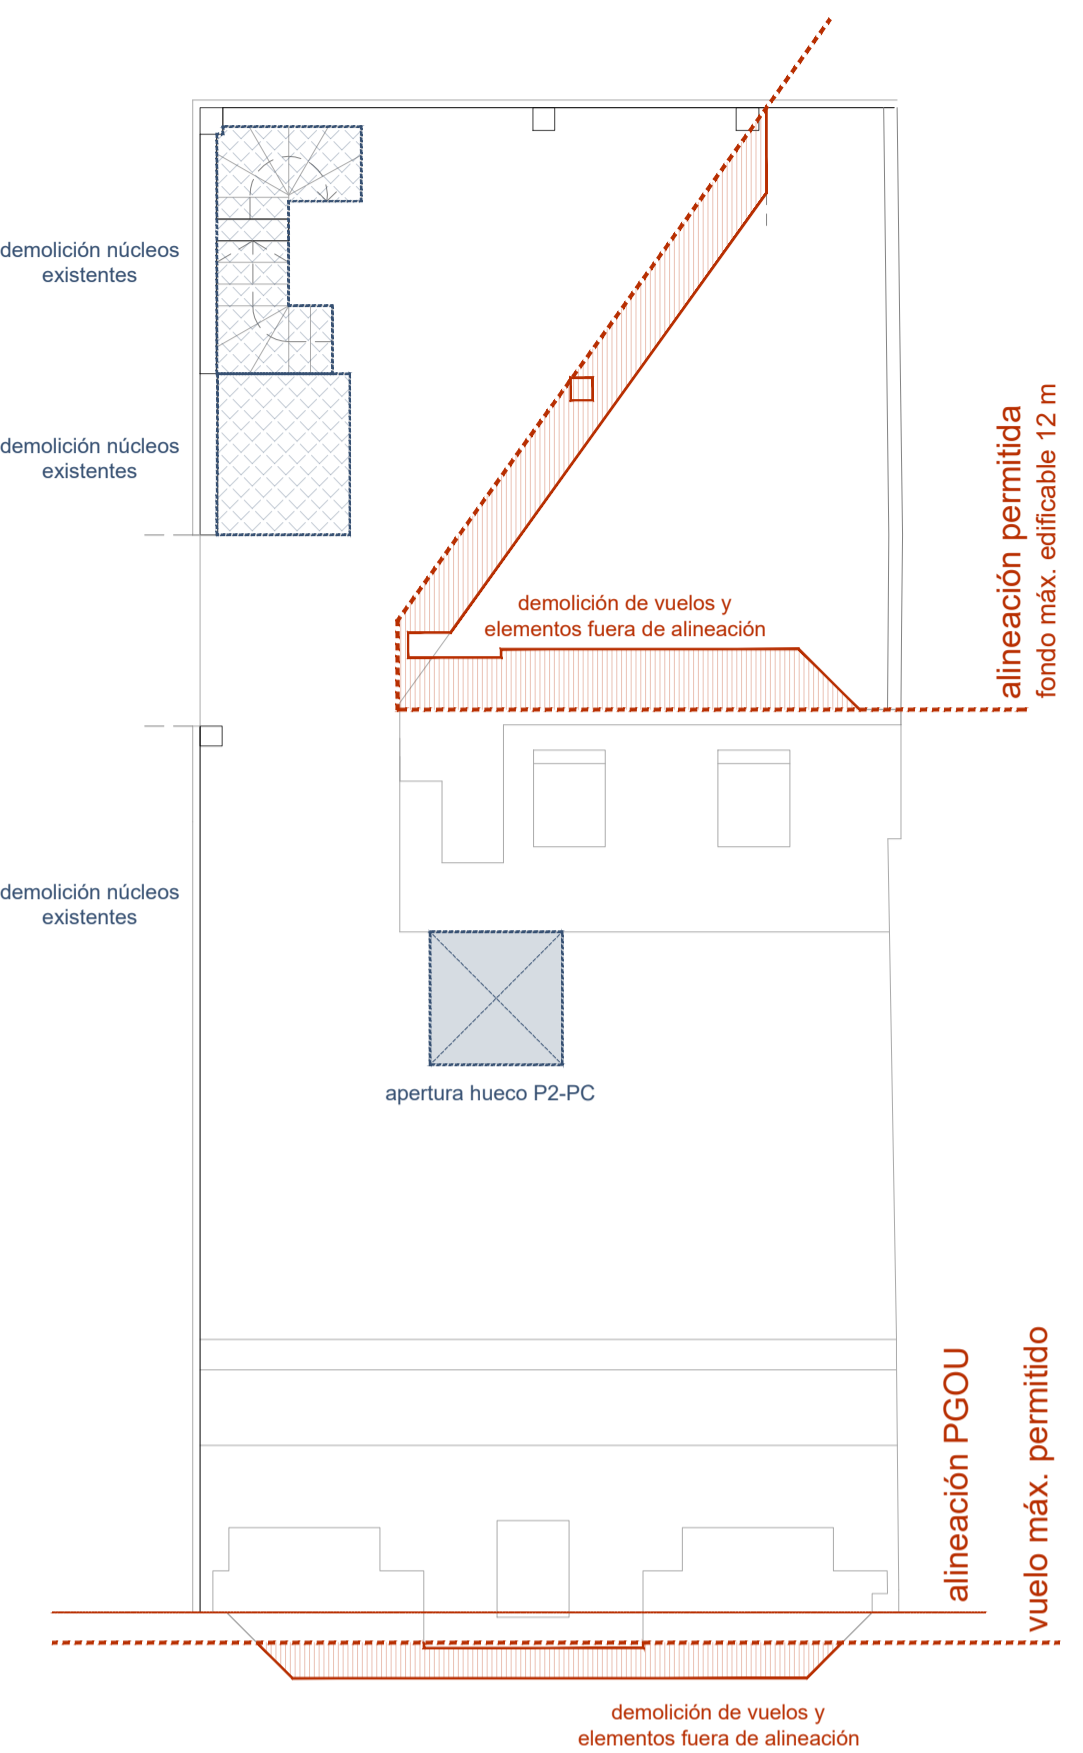 demolición núcleos
existentes
demolición núcleos
existentes
alineación permitida
fondo máx. edificable 12 m
demolición de vuelos y
elementos fuera de alineación
demolición núcleos
existentes
apertura hueco P2-PC
alineación PGOU
vuelo máx. permitido
demolición de vuelos y
elementos fuera de alineación